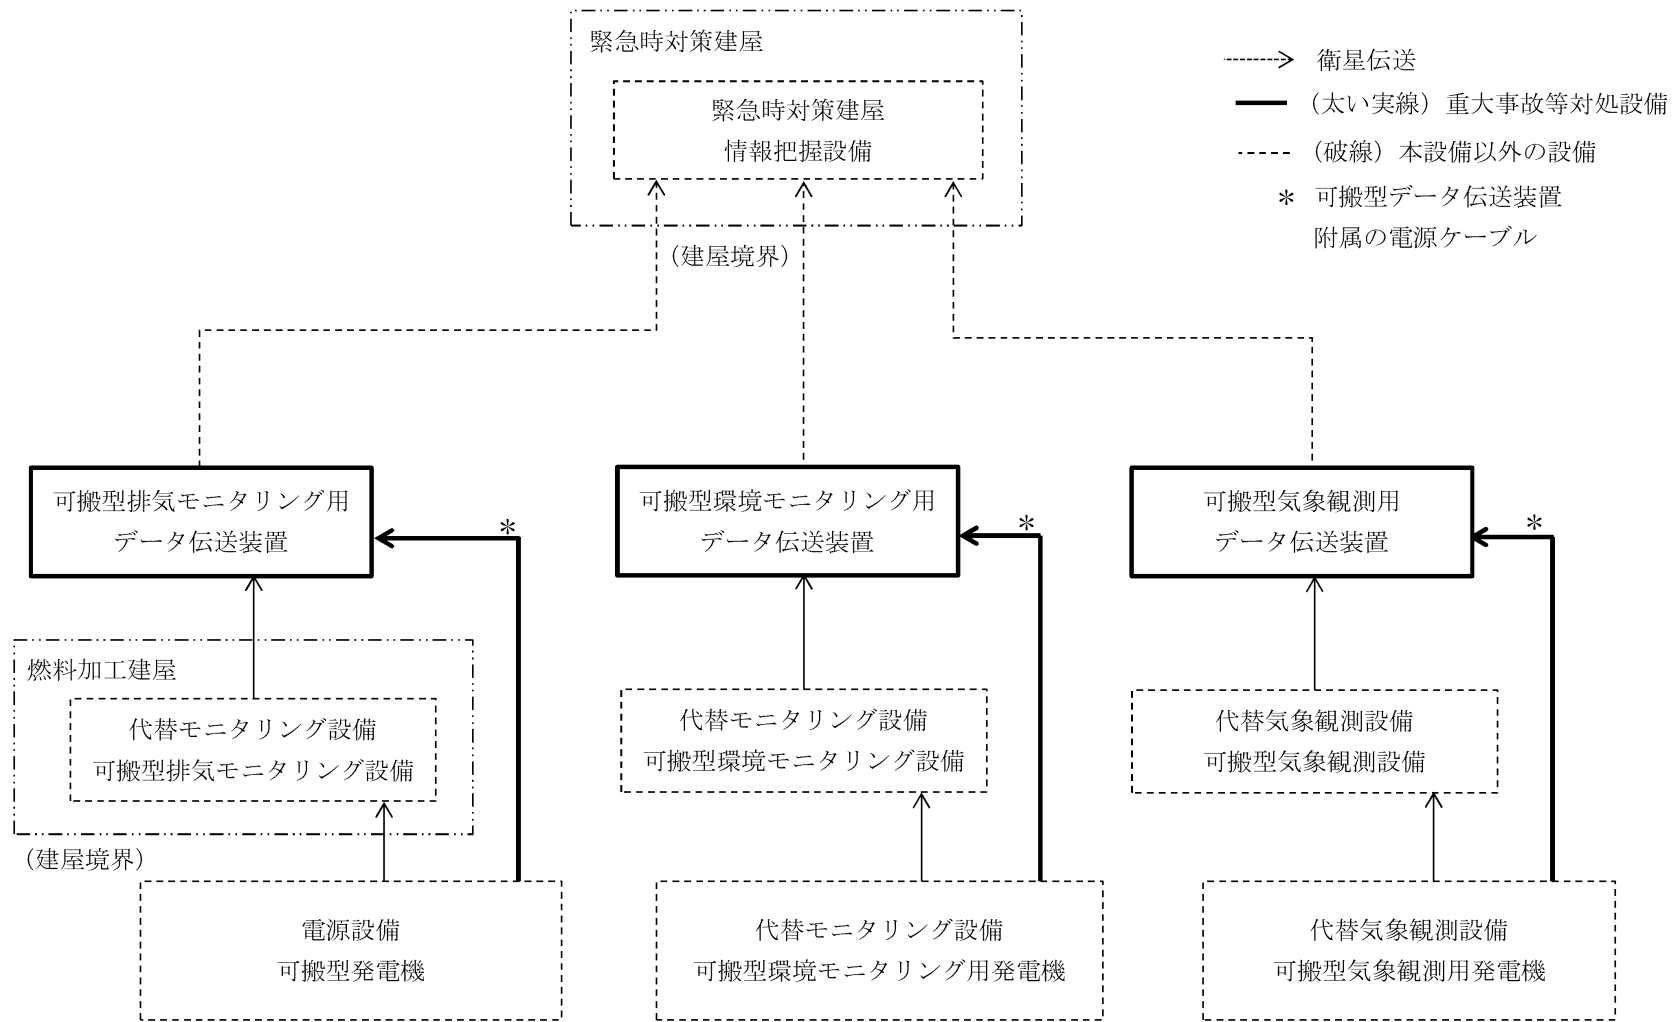 緊急時対策建屋
緊急時対策建屋
情報把握設備
(建屋境界)
衛星伝送
(太い実線) 重大事故等対処設備
(破線) 本設備以外の設備
* 可搬型データ伝送装置
附属の電源ケーブル
可搬型排気モニタリング用
データ伝送装置
*
可搬型環境モニタリング用
データ伝送装置
*
可搬型気象観測用
データ伝送装置
*
燃料加工建屋
代替モニタリング設備
可搬型排気モニタリング設備
(建屋境界)
代替モニタリング設備
可搬型環境モニタリング設備
代替気象観測設備
可搬型気象観測設備
電源設備
可搬型発電機
代替モニタリング設備
可搬型環境モニタリング用発電機
代替気象観測設備
可搬型気象観測用発電機